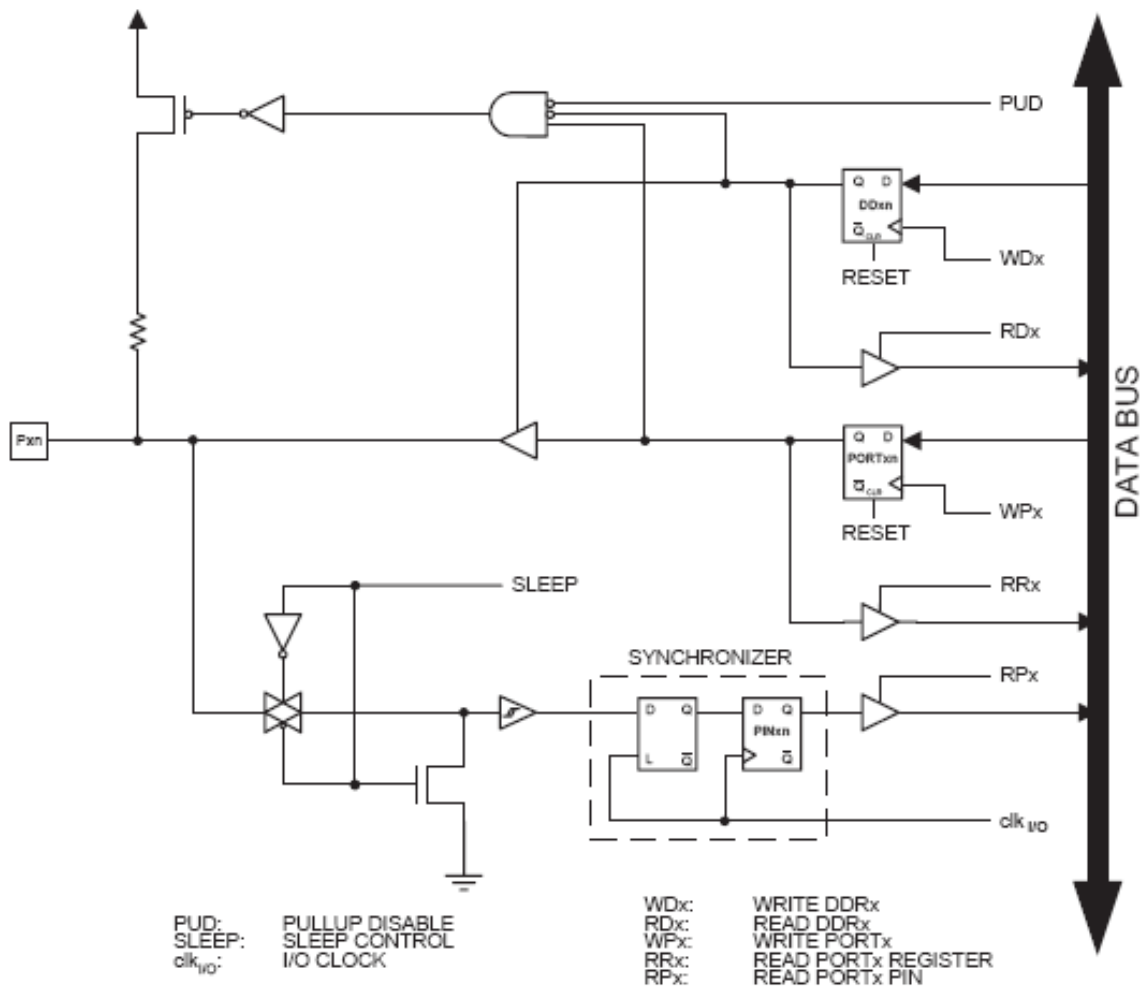 PUD
Q D
DDxn
Q CLR
WDx
RESET
RDx
Pxn
Q D
PORTxn
Q CLR
WPx
RESET
DATA BUS
SLEEP
RRx
SYNCHRONIZER
RPx
D Q
L Q
D Q
PINxn
Q
clk I/O
PUD: PULLUP DISABLE
SLEEP: SLEEP CONTROL
clk I/O: I/O CLOCK
WDx: WRITE DDRx
RDx: READ DDRx
WPx: WRITE PORTx
RRx: READ PORTx REGISTER
RPx: READ PORTx PIN